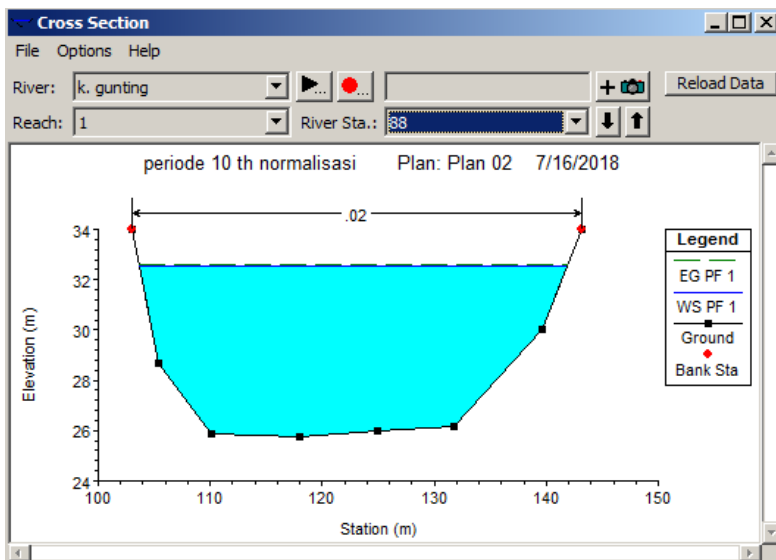 Cross Section
File Options Help
River: k. gunting
Reload Data
Reach: 1 River Sta.: 88
periode 10 th normalisasi Plan: Plan 02 7/16/2018
.02
34
32
30
28
26
24
100 110 120 130 140 150
Elevation (m)
Station (m)
Legend
EG PF 1
WS PF 1
Ground
Bank Sta